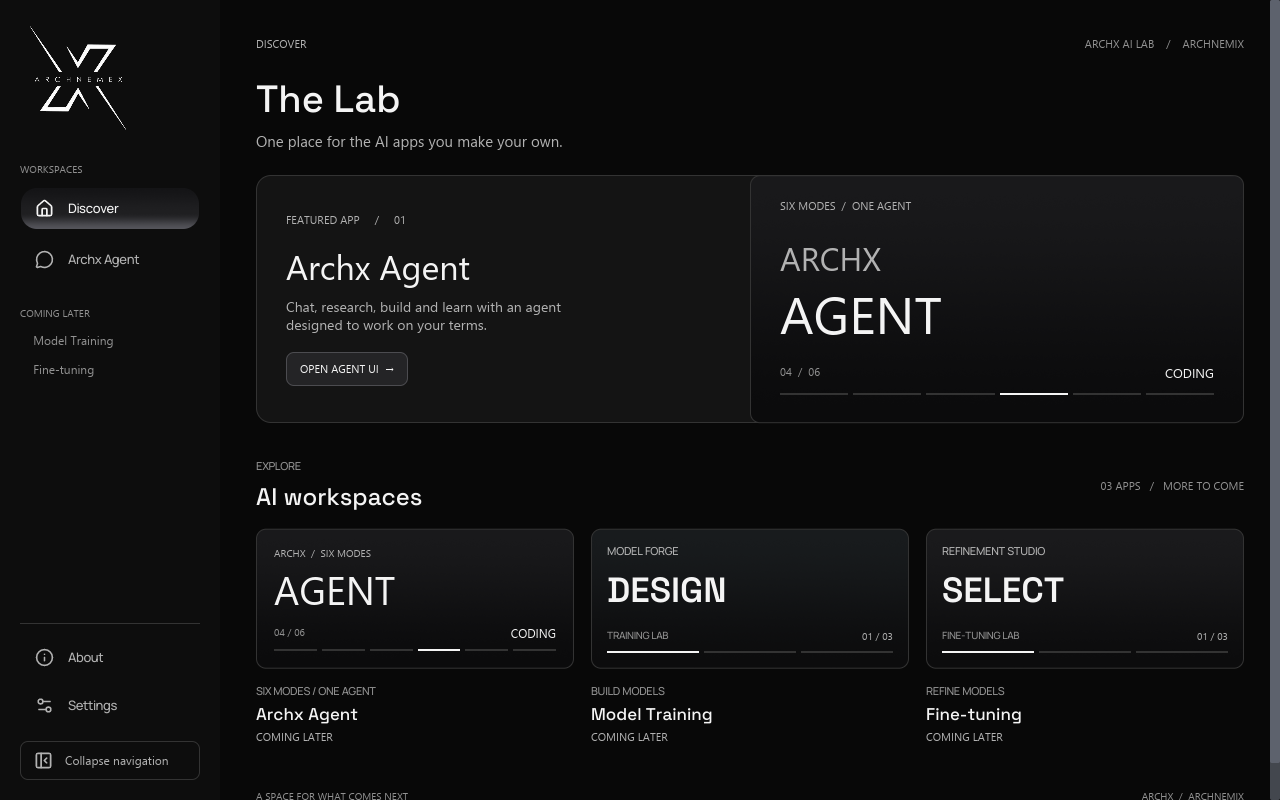 ARCHNEMEX
WORKSPACES
Discover
Archx Agent
COMING LATER
Model Training
Fine-tuning
About
Settings
Collapse navigation
DISCOVER
ARCHX AI LAB / ARCHNEMIX
The Lab
One place for the AI apps you make your own.
FEATURED APP / 01
Archx Agent
Chat, research, build and learn with an agent
designed to work on your terms.
OPEN AGENT UI →
SIX MODES / ONE AGENT
ARCHX
AGENT
04 / 06
CODING
EXPLORE
AI workspaces
03 APPS / MORE TO COME
ARCHX / SIX MODES
AGENT
04 / 06
CODING
SIX MODES / ONE AGENT
Archx Agent
COMING LATER
MODEL FORGE
DESIGN
TRAINING LAB
01 / 03
BUILD MODELS
Model Training
COMING LATER
REFINEMENT STUDIO
SELECT
FINE-TUNING LAB
01 / 03
REFINE MODELS
Fine-tuning
COMING LATER
A SPACE FOR WHAT COMES NEXT
ARCHX / ARCHNEMIX